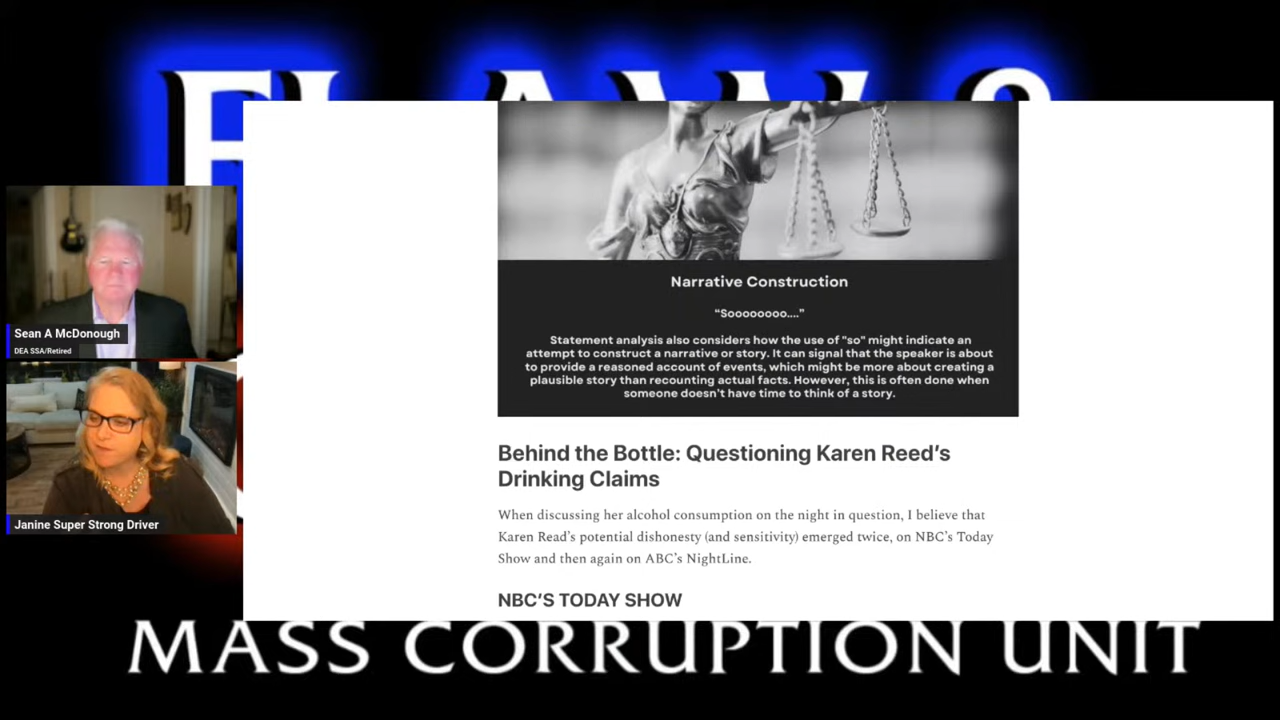 Narrative Construction
“Soooooooo....”
Statement analysis also considers how the use of "so" might indicate an
attempt to construct a narrative or story. It can signal that the speaker is about
to provide a reasoned account of events, which might be more about creating a
plausible story than recounting actual facts. However, this is often done when
someone doesn't have time to think of a story.
Sean A McDonough
DEA SSA/Retired
Behind the Bottle: Questioning Karen Reed’s
Drinking Claims
When discussing her alcohol consumption on the night in question, I believe that
Karen Read’s potential dishonesty (and sensitivity) emerged twice, on NBC’s Today
Show and then again on ABC’s NightLine.
Janine Super Strong Driver
NBC’S TODAY SHOW
MASS CORRUPTION UNIT